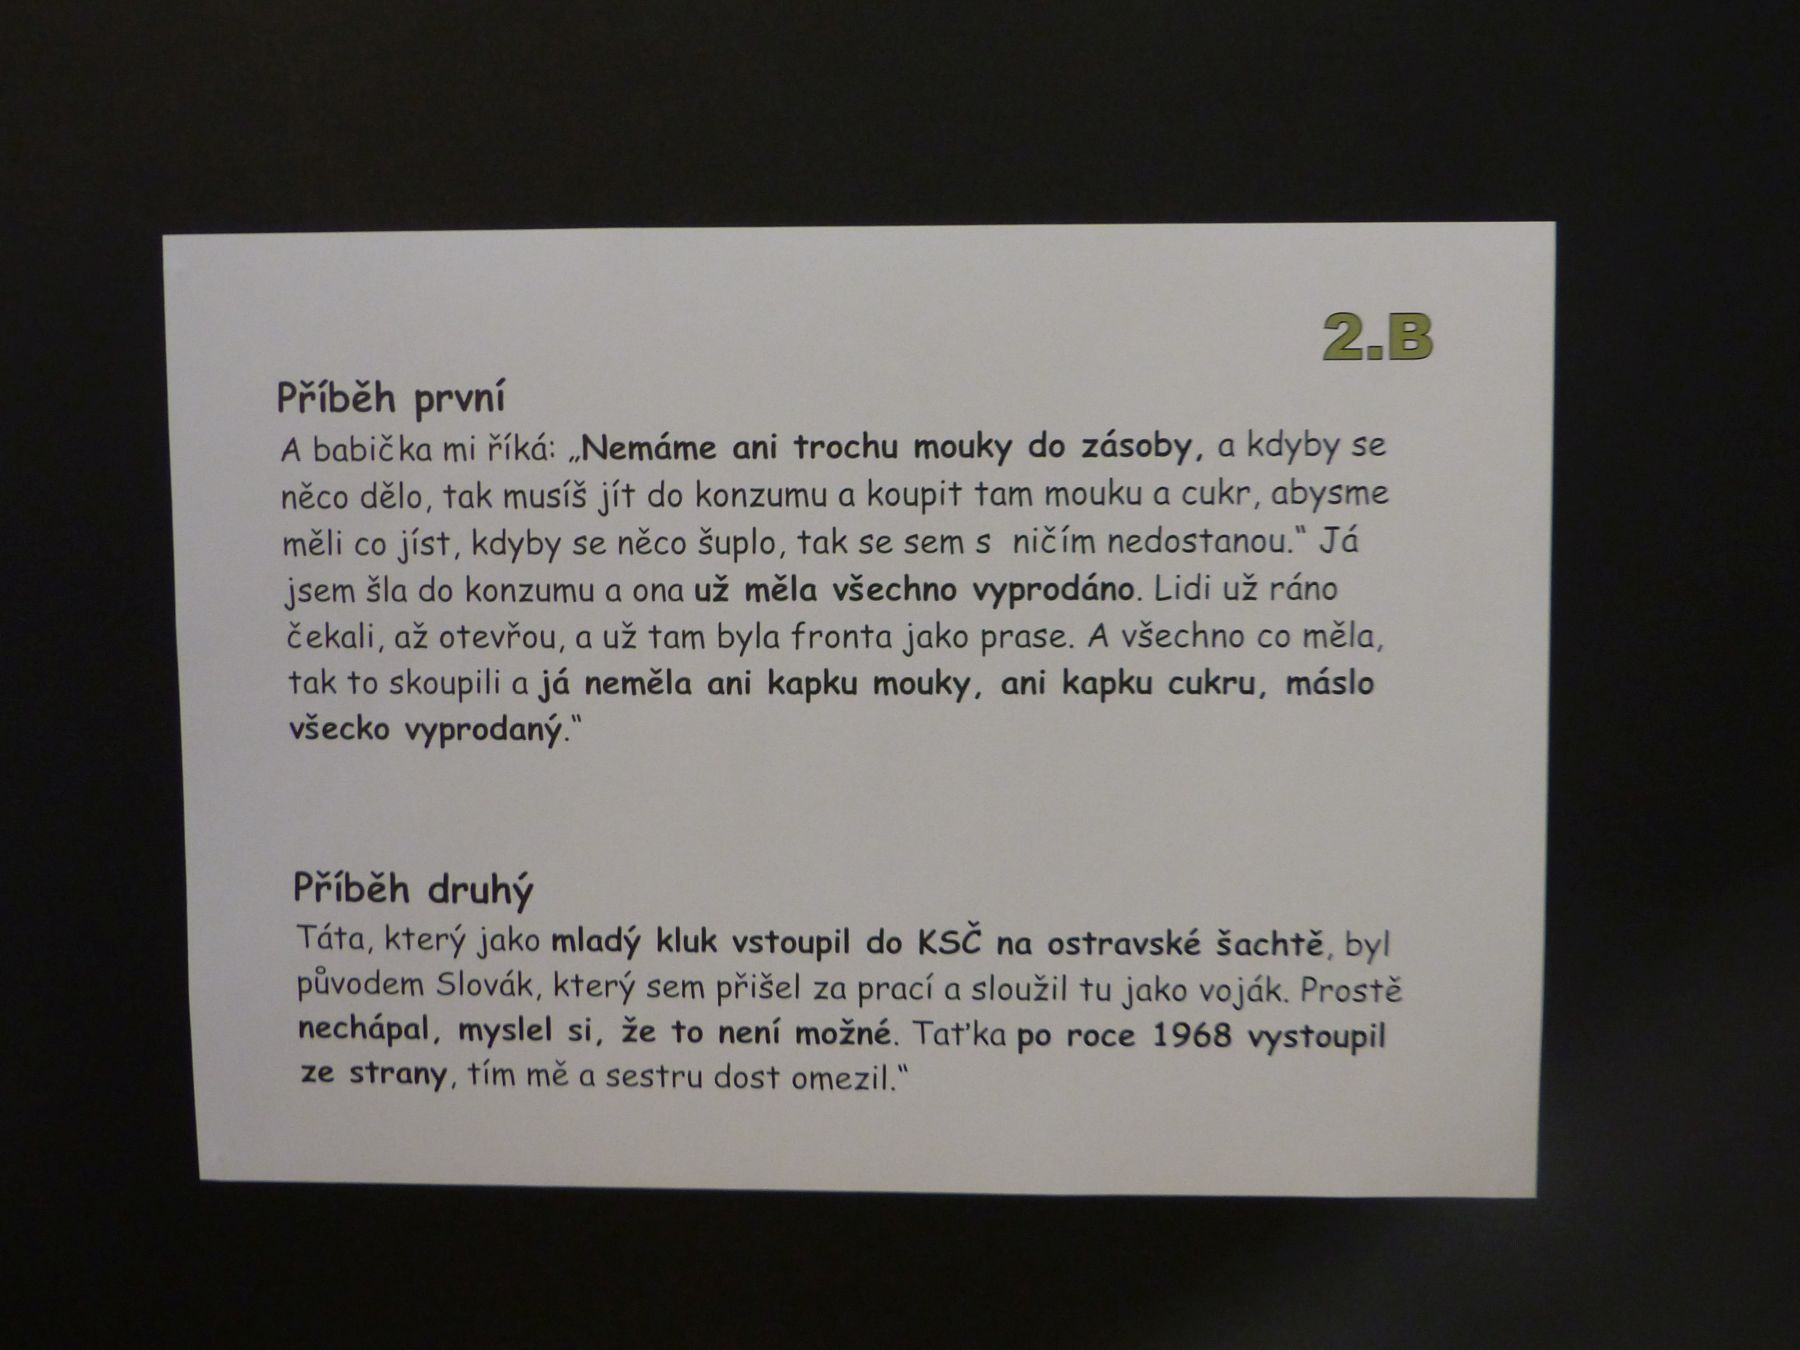 2.B
Příběh první
A babička mi říká: „Nemáme ani trochu mouky do zásoby, a kdyby se
něco dělo, tak musíš jít do konzumu a koupit tam mouku a cukr, abysme
měli co jíst, kdyby se něco šuplo, tak se sem s  ničím nedostanou.“ Já
jsem šla do konzumu a ona už měla všechno vyprodáno. Lidi už ráno
čekali, až otevřou, a už tam byla fronta jako prase. A všechno co měla,
tak to skoupili a já neměla ani kapku mouky, ani kapku cukru, máslo
všecko vyprodaný.“
Příběh druhý
Táta, který jako mladý kluk vstoupil do KSČ na ostravské šachtě, byl
původem Slovák, který sem přišel za prací a sloužil tu jako voják. Prostě
nechápal, myslel si, že to není možné. Taťka po roce 1968 vystoupil
ze strany, tím mě a sestru dost omezil.“